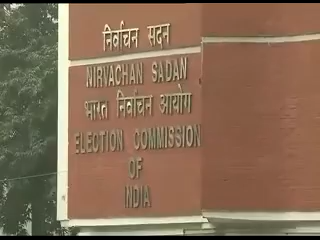 निर्वाचन सदन
NIRVACHAN SADAN
भारत निर्वाचन आयोग
ELECTION COMMISSION
OF
INDIA